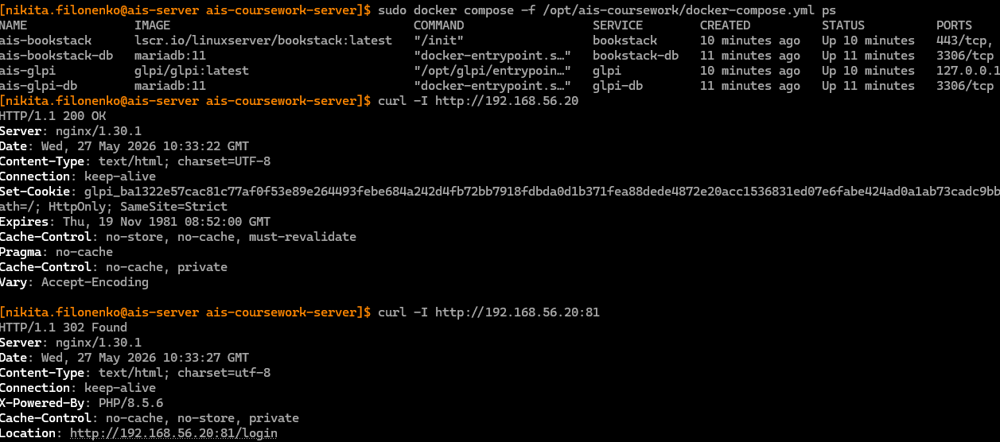 [nikita.filonenko@ais-server ais-coursework-server]$ sudo docker compose -f /opt/ais-coursework/docker-compose.yml ps
NAME IMAGE COMMAND SERVICE CREATED STATUS PORTS
ais-bookstack lscr.io/linuxserver/bookstack:latest "/init" bookstack 10 minutes ago Up 10 minutes 443/tcp,
ais-bookstack-db mariadb:11 "docker-entrypoint.s…" bookstack-db 11 minutes ago Up 11 minutes 3306/tcp
ais-glpi glpi/glpi:latest "/opt/glpi/entrypoin…" glpi 10 minutes ago Up 10 minutes 127.0.0.1
ais-glpi-db mariadb:11 "docker-entrypoint.s…" glpi-db 11 minutes ago Up 11 minutes 3306/tcp
[nikita.filonenko@ais-server ais-coursework-server]$ curl -I http://192.168.56.20
HTTP/1.1 200 OK
Server: nginx/1.30.1
Date: Wed, 27 May 2026 10:33:22 GMT
Content-Type: text/html; charset=UTF-8
Connection: keep-alive
Set-Cookie: glpi_ba1322e57cac81c77af0f53e89e264493febe684a242d4fb72bb7918fdbda0d1b371fea88dede4872e20acc1536831ed07e6fabe424ad0a1ab73cadc9bb
ath=/; HttpOnly; SameSite=Strict
Expires: Thu, 19 Nov 1981 08:52:00 GMT
Cache-Control: no-store, no-cache, must-revalidate
Pragma: no-cache
Cache-Control: no-cache, private
Vary: Accept-Encoding
[nikita.filonenko@ais-server ais-coursework-server]$ curl -I http://192.168.56.20:81
HTTP/1.1 302 Found
Server: nginx/1.30.1
Date: Wed, 27 May 2026 10:33:27 GMT
Content-Type: text/html; charset=utf-8
Connection: keep-alive
X-Powered-By: PHP/8.5.6
Cache-Control: no-cache, no-store, private
Location: http://192.168.56.20:81/login